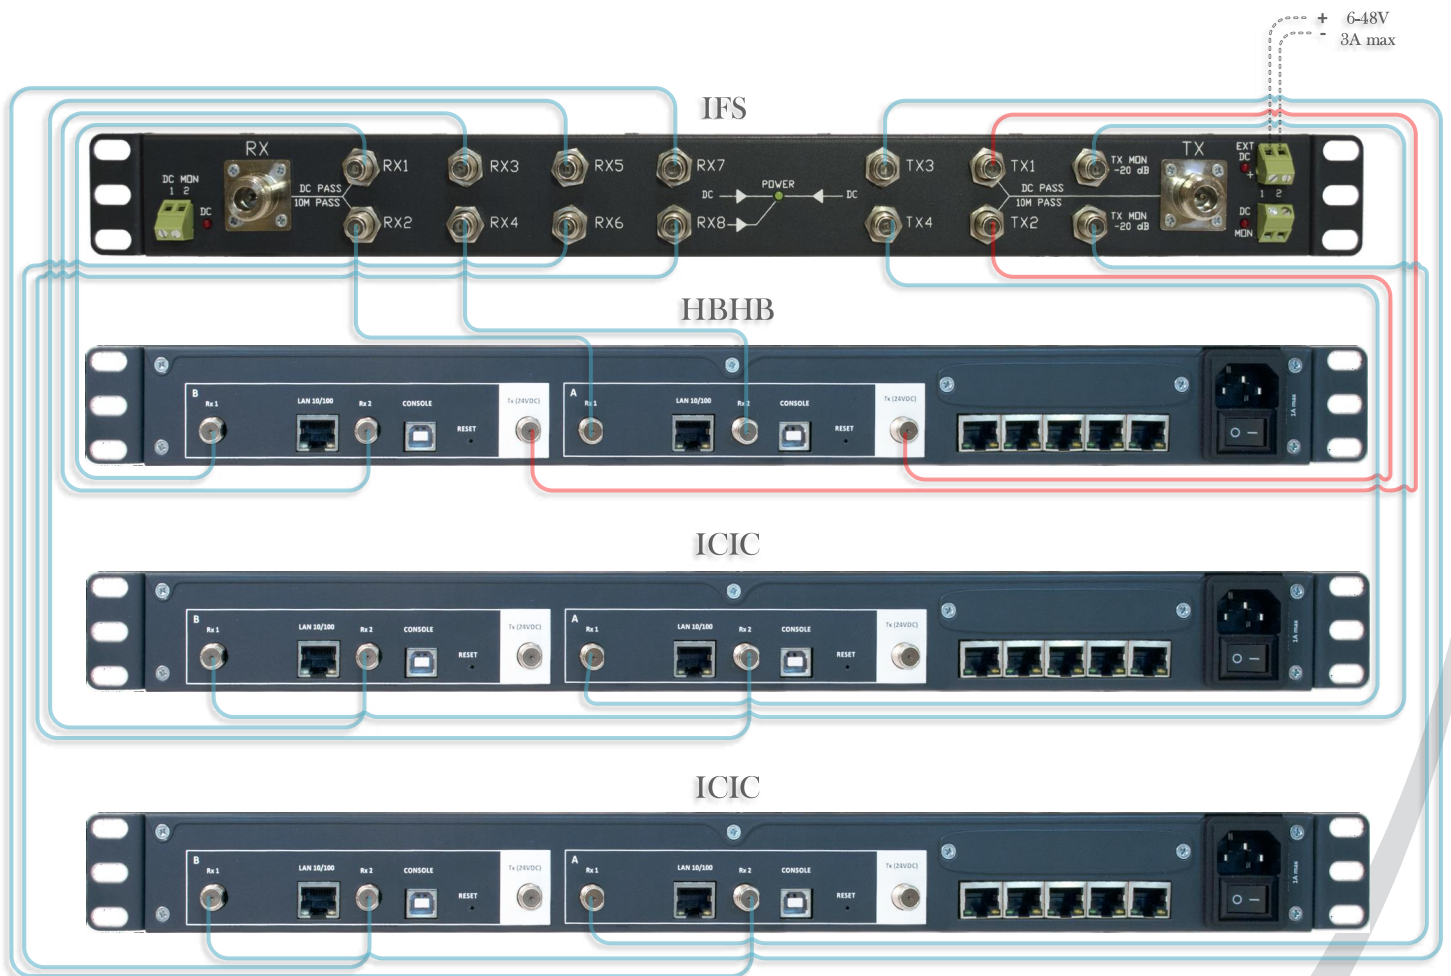 + 6-48V
- 3A max
IFS
RX
TX
EXT
DC
+
1 2
DC MON
1 2
DC
DC PASS
10M PASS
RX1
RX3
RX5
RX7
RX2
RX4
RX6
RX8
DC
POWER
DC
TX3
TX1
TX MON
-20 dB
DC PASS
10M PASS
TX4
TX2
TX MON
-20 dB
DC
MON
HBHB
B
Rx 1
LAN 10/100
Rx 2
CONSOLE
RESET
Tx (24VDC)
A
Rx 1
LAN 10/100
Rx 2
CONSOLE
RESET
Tx (24VDC)
O —
1A max
ICIC
B
Rx 1
LAN 10/100
Rx 2
CONSOLE
RESET
Tx (24VDC)
A
Rx 1
LAN 10/100
Rx 2
CONSOLE
RESET
Tx (24VDC)
O —
1A max
ICIC
B
Rx 1
LAN 10/100
Rx 2
CONSOLE
RESET
Tx (24VDC)
A
Rx 1
LAN 10/100
Rx 2
CONSOLE
RESET
Tx (24VDC)
O —
1A max